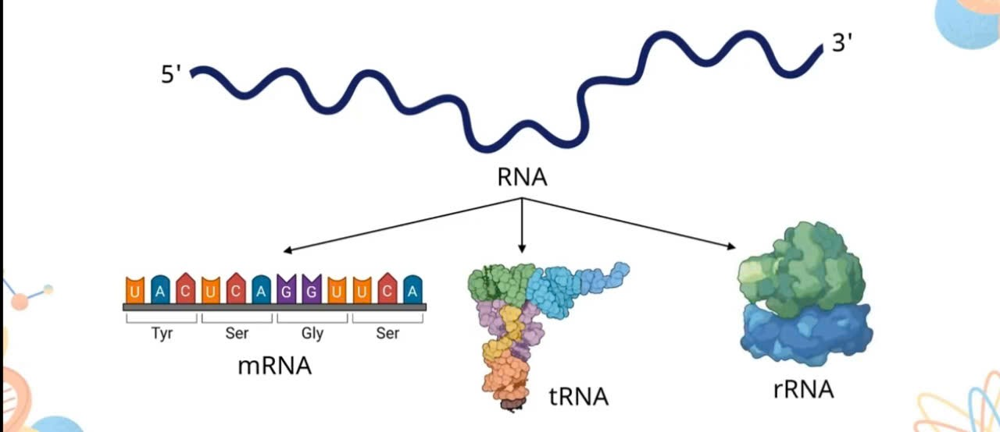 5'
3'
RNA
U A C U C A G G U U C A
Tyr Ser Gly Ser
mRNA
tRNA
rRNA